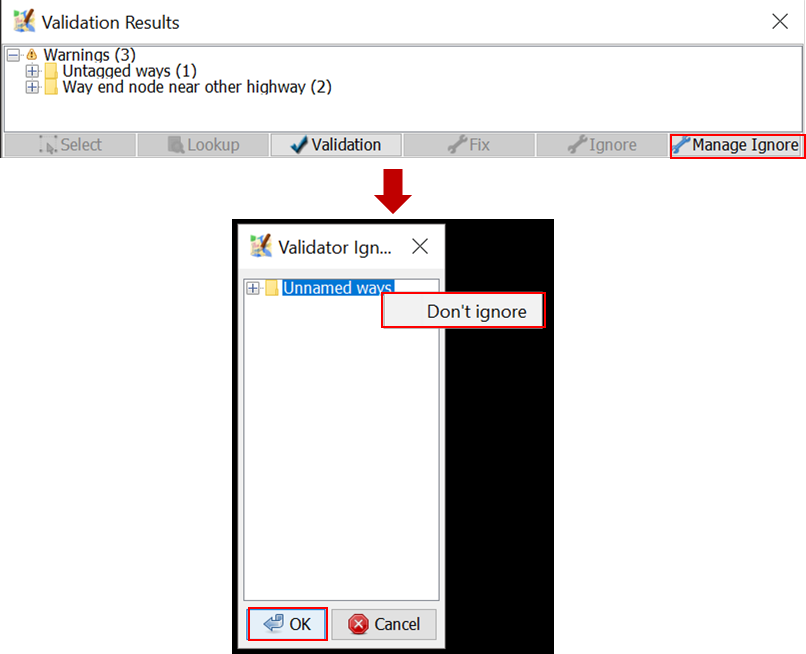 Validation Results
Warnings (3)
Untagged ways (1)
Way end node near other highway (2)
Select Lookup Validation Fix Ignore Manage Ignore
Validator Ign...
Unnamed ways
Don't ignore
OK Cancel